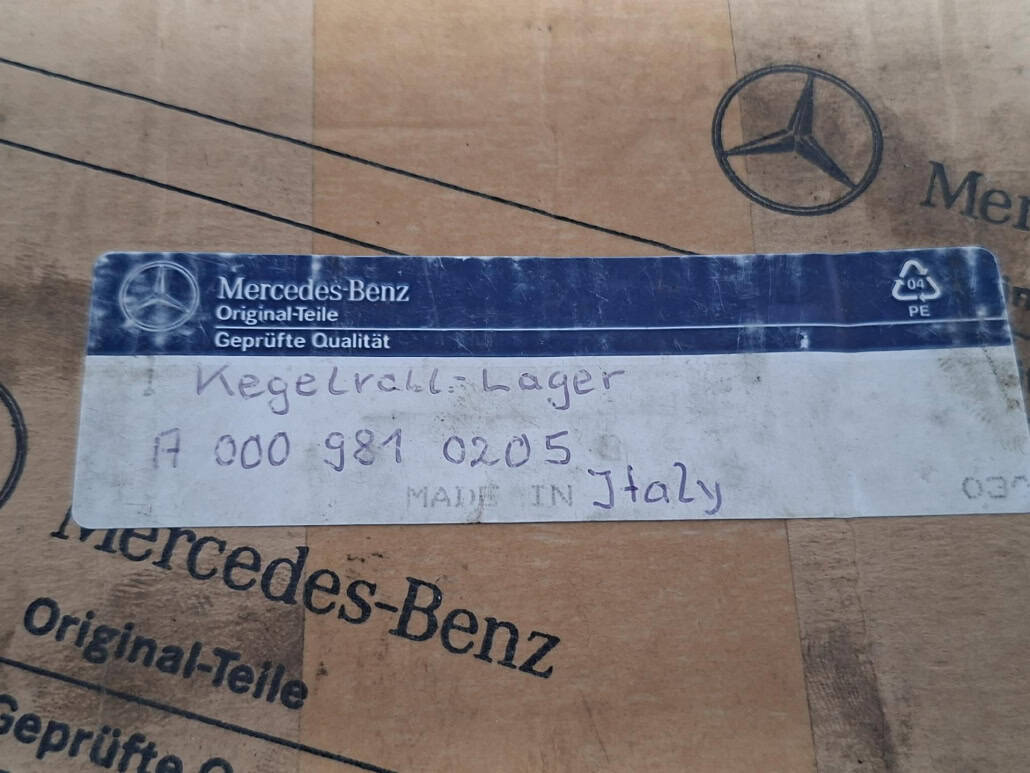 Mercedes-Benz
Original-Teile
Geprüfte Qualität
04
PE
Kegelroll-Lager
A 000 981 0205
MADE IN Italy
Mercedes-Benz
Original-Teile
Geprüfte